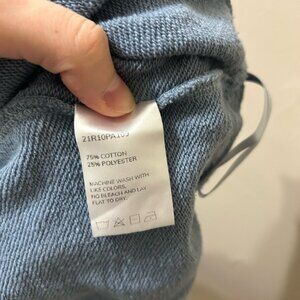 75% COTTON
25% POLYESTER
MACHINE WASH WITH
LIKE COLORS.
NO BLEACH AND LAY
FLAT TO DRY.